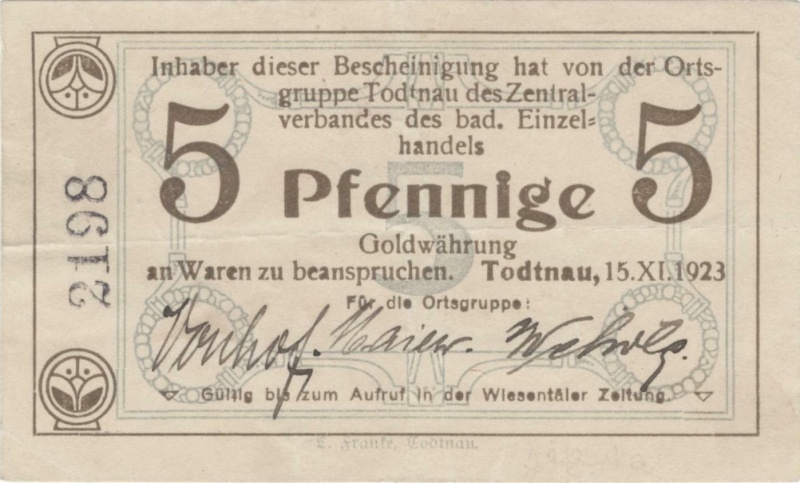 Inhaber dieser Bescheinigung hat von der Orts-
gruppe Todtnau des Zentral-
verbandes des bad. Einzel=
handels
5 Pfennige 5
Goldwährung
an Waren zu beanspruchen. Todtnau, 15.XI.1923
Für die Ortsgruppe:
Maier.
Gültig bis zum Aufruf in der Wiesentäler Zeitung.
E. Franke, Todtnau.
2198
5